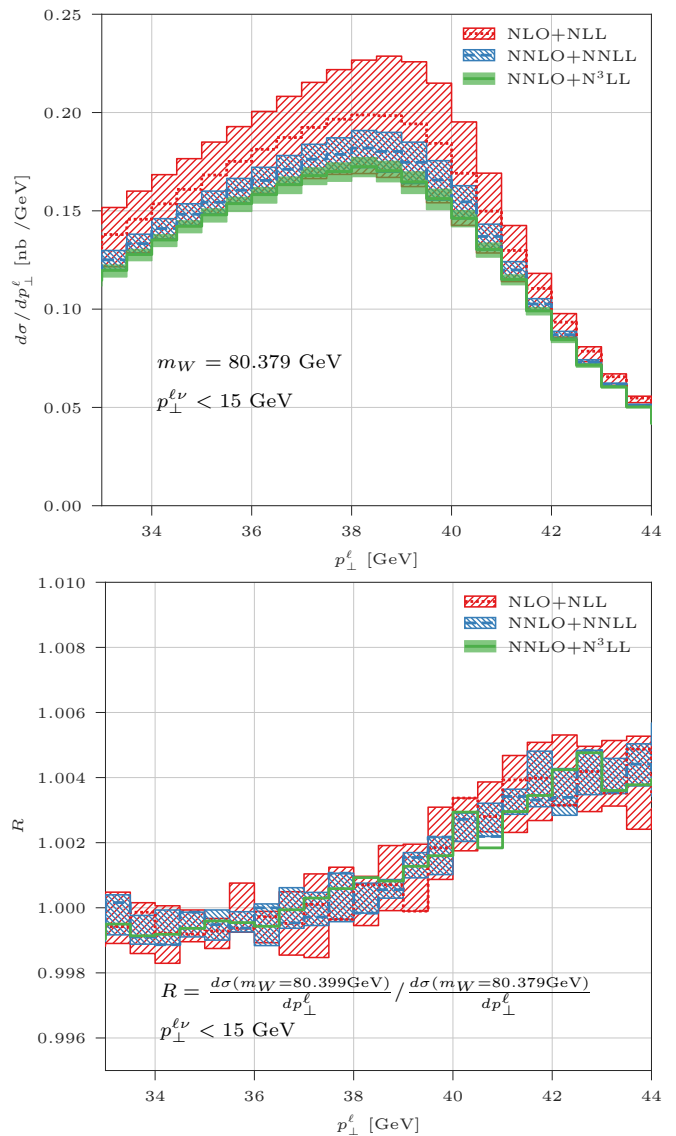 0.25
0.20
0.15
0.10
0.05
0.00
dσ/dp_⊥^ℓ [nb /GeV]
NLO+NLL
NNLO+NNLL
NNLO+N³LL
m_W = 80.379 GeV
p_⊥^{ℓν} < 15 GeV
34 36 38 40 42 44
p_⊥^ℓ [GeV]
1.010
1.008
1.006
1.004
1.002
1.000
0.998
0.996
R
NLO+NLL
NNLO+NNLL
NNLO+N³LL
R = \frac{dσ(m_W=80.399GeV)}{dp_⊥^ℓ} / \frac{dσ(m_W=80.379GeV)}{dp_⊥^ℓ}
p_⊥^{ℓν} < 15 GeV
34 36 38 40 42 44
p_⊥^ℓ [GeV]